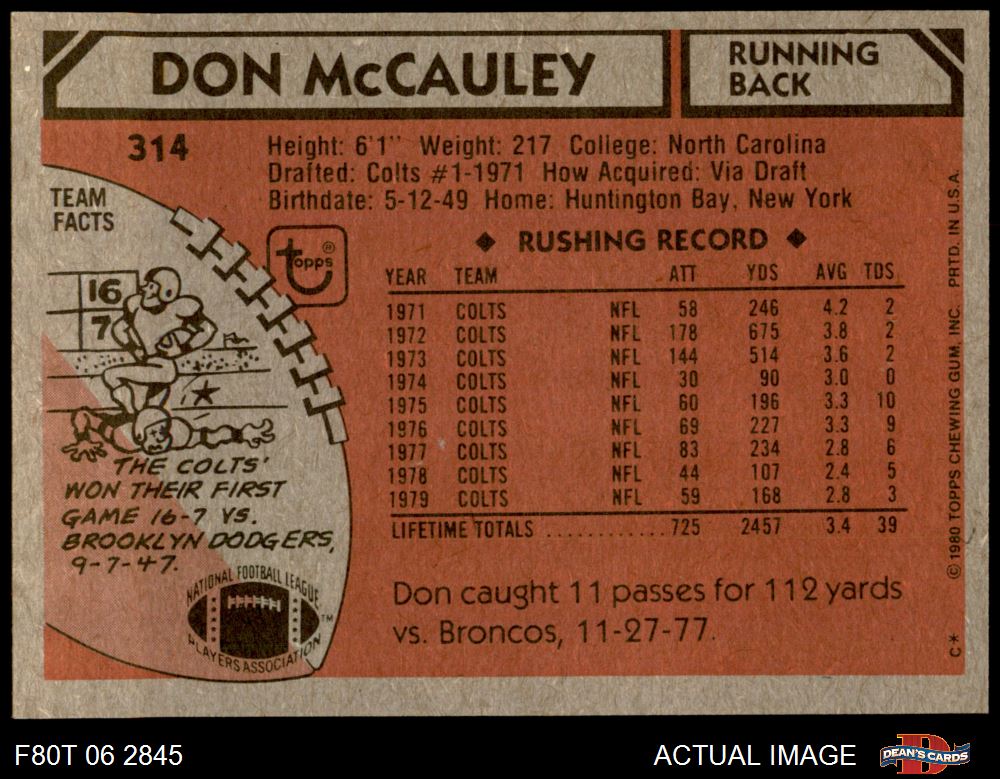 DON McCAULEY
RUNNING
BACK
314
Height: 6'1" Weight: 217 College: North Carolina
Drafted: Colts #1-1971 How Acquired: Via Draft
Birthdate: 5-12-49 Home: Huntington Bay, New York
TEAM
FACTS
topps®
◆ RUSHING RECORD ◆
YEAR TEAM ATT YDS AVG TDS
1971 COLTS NFL 58 246 4.2 2
1972 COLTS NFL 178 675 3.8 2
1973 COLTS NFL 144 514 3.6 2
1974 COLTS NFL 30 90 3.0 0
1975 COLTS NFL 60 196 3.3 10
1976 COLTS NFL 69 227 3.3 9
1977 COLTS NFL 83 234 2.8 6
1978 COLTS NFL 44 107 2.4 5
1979 COLTS NFL 59 168 2.8 3
LIFETIME TOTALS ............725 2457 3.4 39
16
7
THE COLTS'
WON THEIR FIRST
GAME 16-7 VS.
BROOKLYN DODGERS,
9-7-47.
NATIONAL FOOTBALL LEAGUE
PLAYERS ASSOCIATION
TM
Don caught 11 passes for 112 yards
vs. Broncos, 11-27-77.
C* © 1980 TOPPS CHEWING GUM, INC. PRTD. IN U.S.A.
F80T 06 2845
ACTUAL IMAGE
D
DEAN'S CARDS